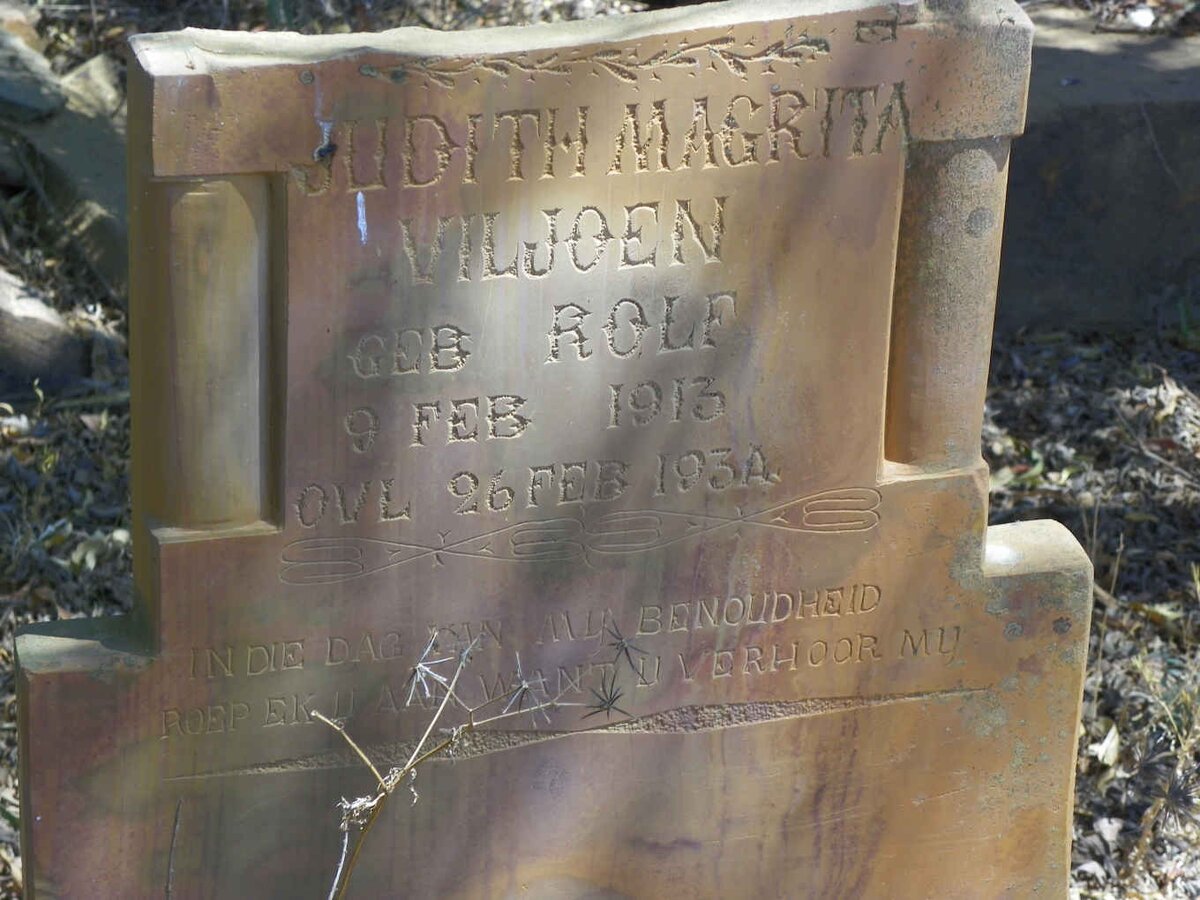 JUDITH MAGRITA
VILJOEN
GEB ROLF
9 FEB 1913
OVL 26 FEB 1934
IN DIE DAG VAN MY BENOUDHEID
ROEP EK U AAN WANT U VERHOOR MY